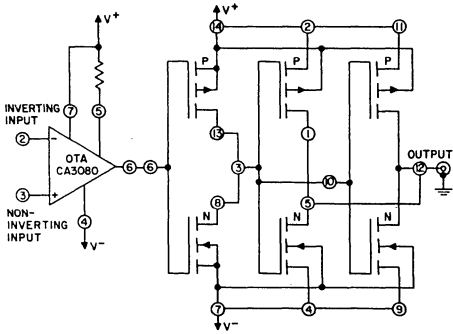 V+
V+
14
2
11
P
P
P
7
5
INVERTING
INPUT
2
-
OTA
CA3080
6
6
13
3
1
10
OUTPUT
12
3
+
NON-
INVERTING
INPUT
4
V-
8
5
N
N
N
7
4
9
V-